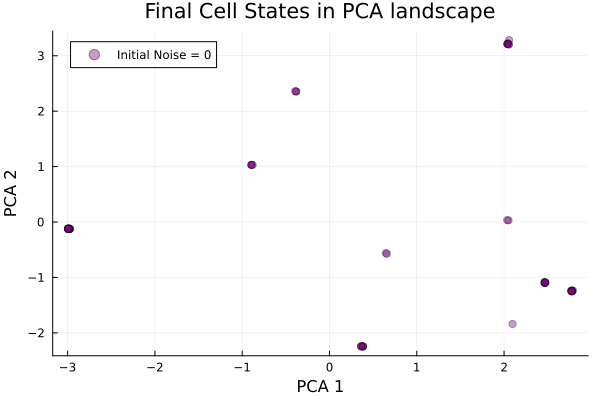 Final Cell States in PCA landscape
Initial Noise = 0
PCA 2
3
2
1
0
−1
−2
−3 −2 −1 0 1 2
PCA 1